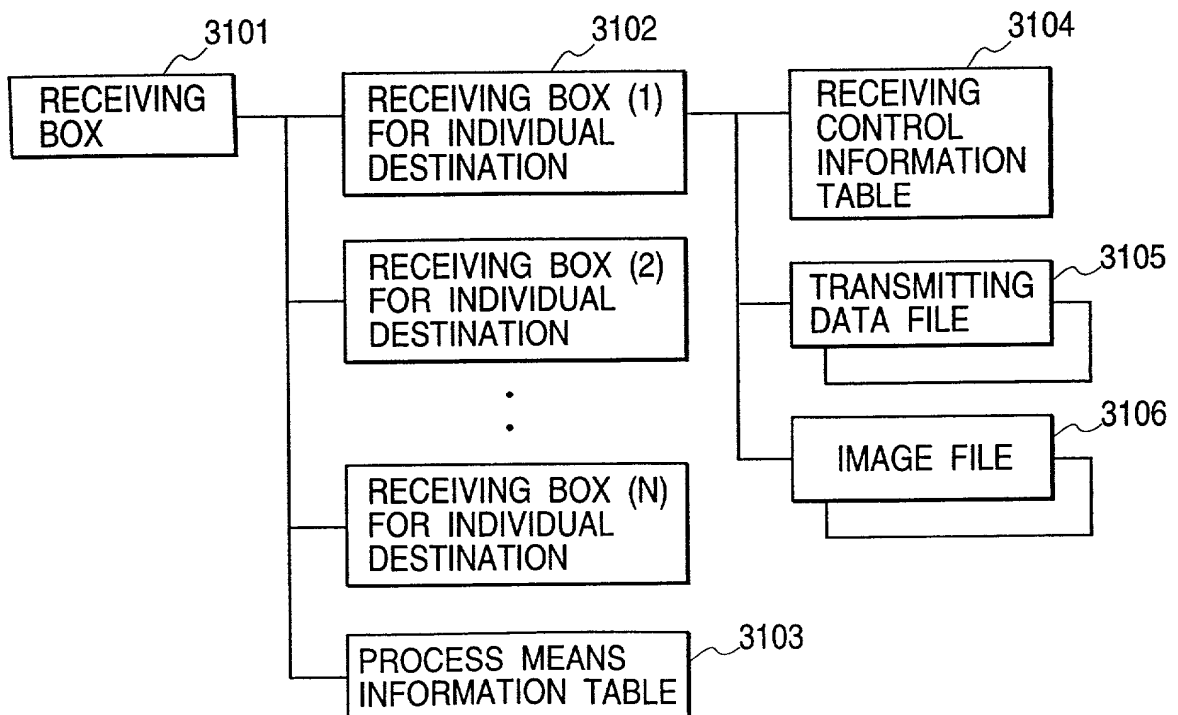 3101
RECEIVING
BOX
3102
RECEIVING BOX (1)
FOR INDIVIDUAL
DESTINATION
RECEIVING BOX (2)
FOR INDIVIDUAL
DESTINATION
RECEIVING BOX (N)
FOR INDIVIDUAL
DESTINATION
3103
PROCESS MEANS
INFORMATION TABLE
3104
RECEIVING
CONTROL
INFORMATION
TABLE
3105
TRANSMITTING
DATA FILE
3106
IMAGE FILE